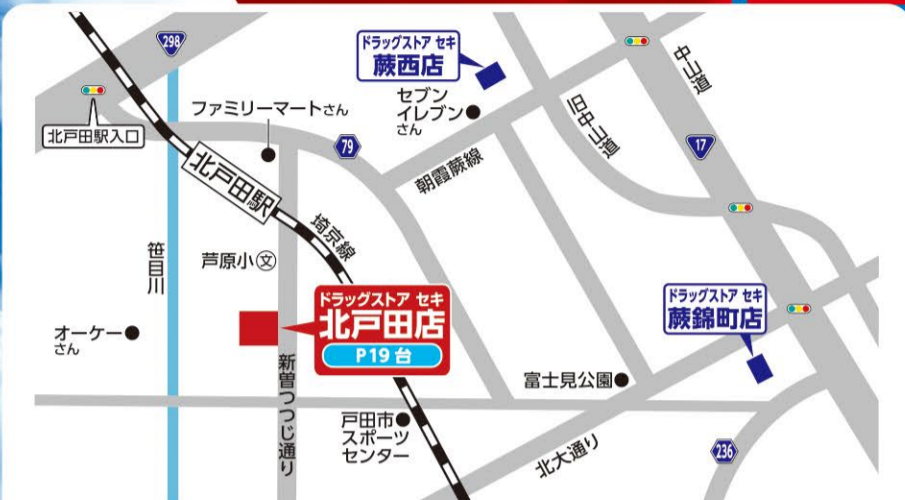 298
ドラッグストア セキ
蕨西店
中山道
北戸田駅入口
ファミリーマートさん
セブン
イレブン
さん
旧中山道
79
17
北戸田駅
朝霞蕨線
埼京線
笹目川
芦原小 文
ドラッグストア セキ
北戸田店
P19台
ドラッグストア セキ
蕨錦町店
オーケー
さん
新曽つつじ通り
富士見公園
戸田市
スポーツ
センター
北大通り
236